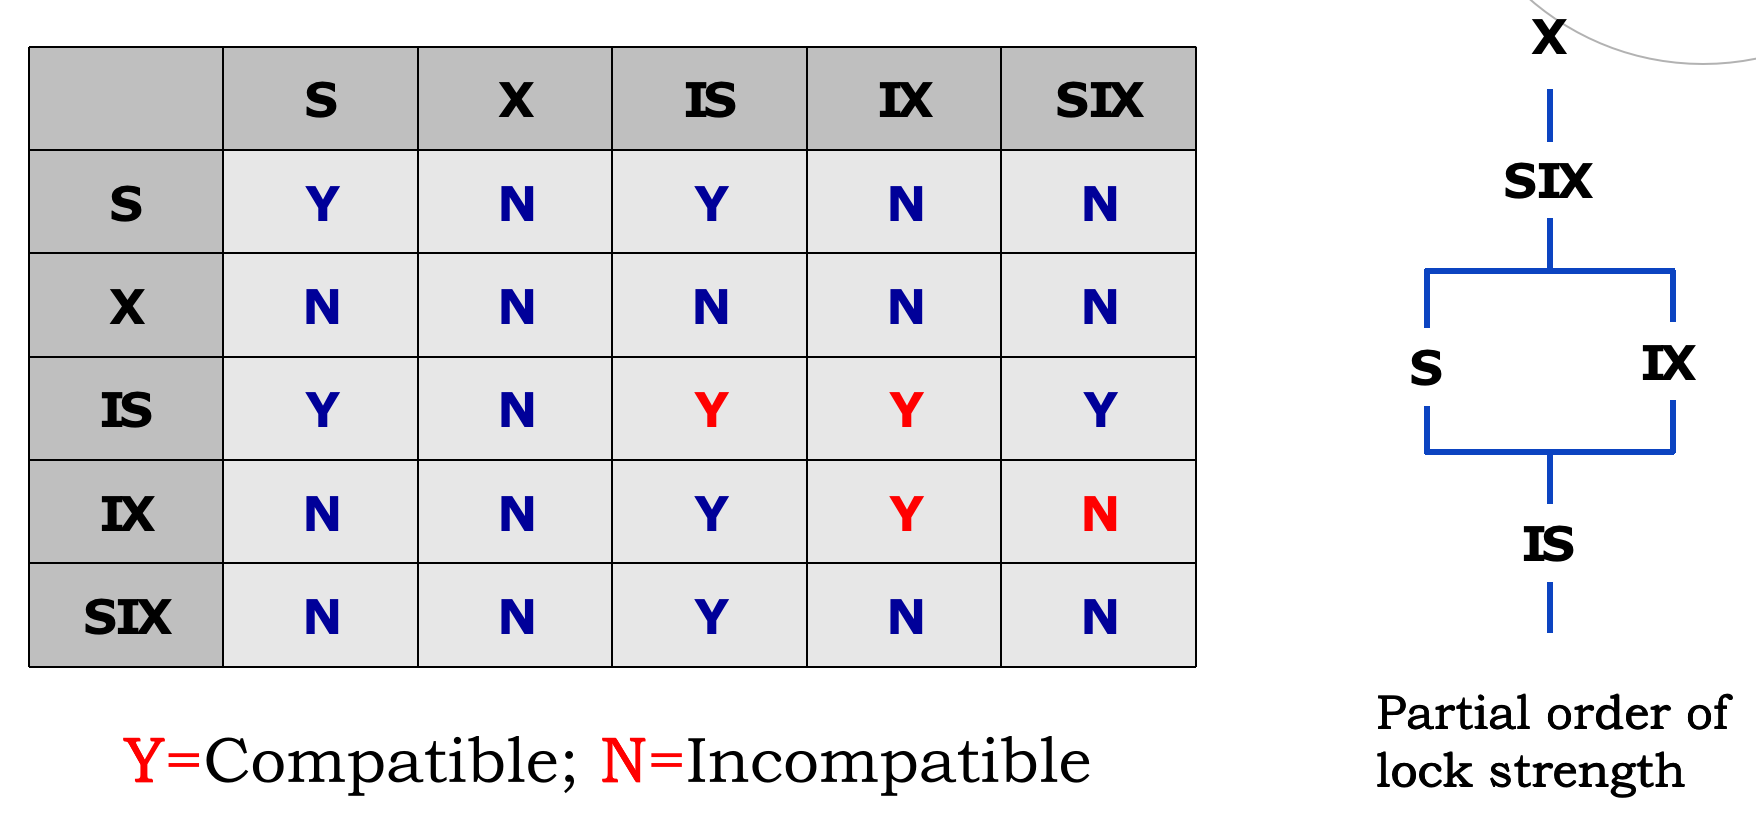 S X IS IX SIX
S Y N Y N N
X N N N N N
IS Y N Y Y Y
IX N N Y Y N
SIX N N Y N N
Y=Compatible; N=Incompatible
X
SIX
S IX
IS
Partial order of
lock strength